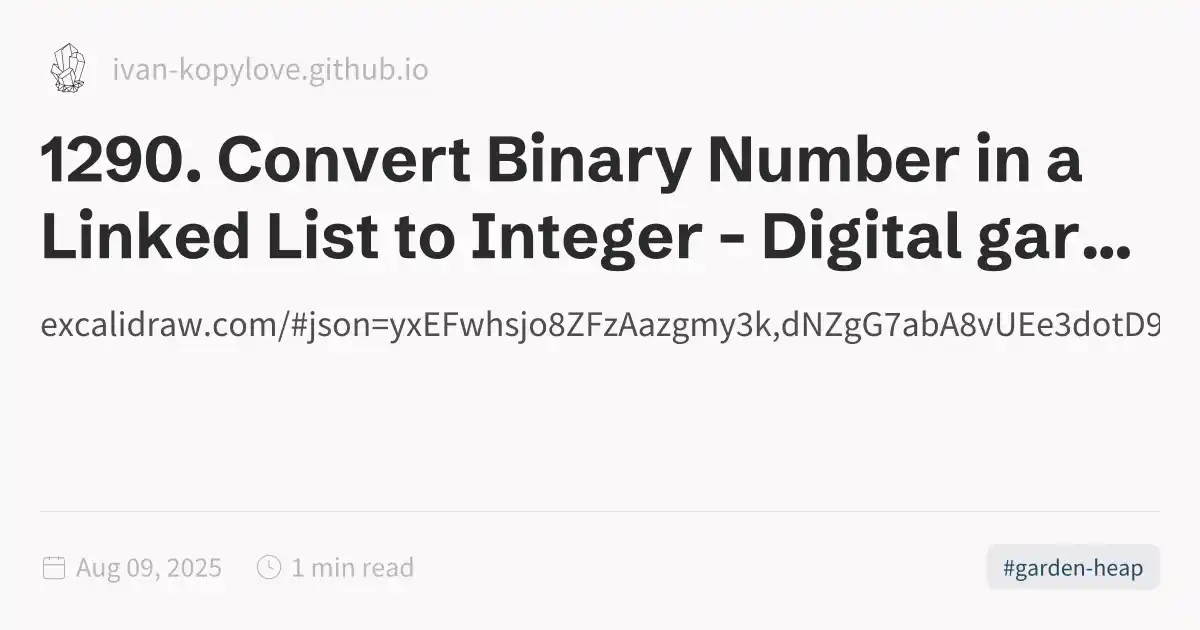 ivan-kopylove.github.io
1290. Convert Binary Number in a
Linked List to Integer - Digital gar...
excalidraw.com/#json=yxEFwhsjo8ZFzAazgmy3k,dNZgG7abA8vUEe3dotD9
Aug 09, 2025
1 min read
#garden-heap